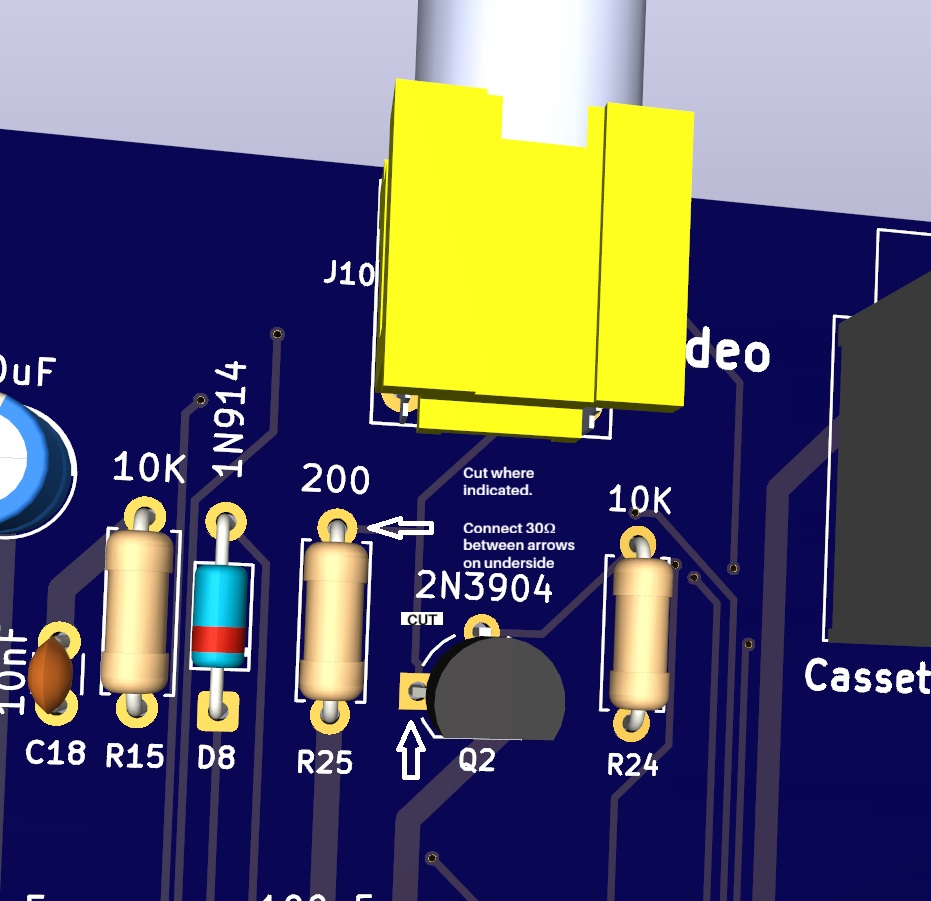 J10
deo
0uF
1N914
10K
200
Cut where
indicated.
Connect 30Ω
between arrows
on underside
10K
2N3904
CUT
10nF
Casset
C18
R15
D8
R25
Q2
R24